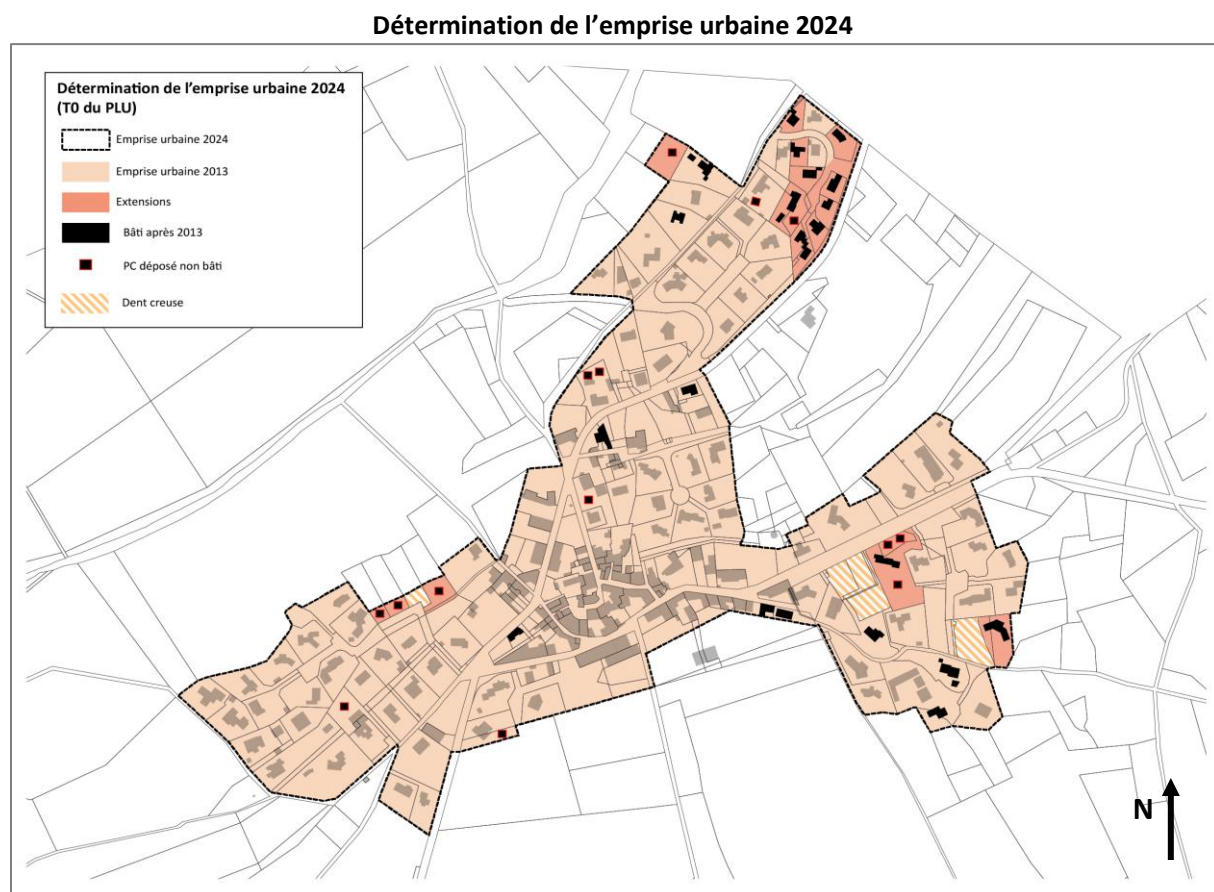 Détermination de l’emprise urbaine 2024
Détermination de l’emprise urbaine 2024
(T0 du PLU)
Emprise urbaine 2024
Emprise urbaine 2013
Extensions
Bâti après 2013
PC déposé non bâti
Dent creuse
N